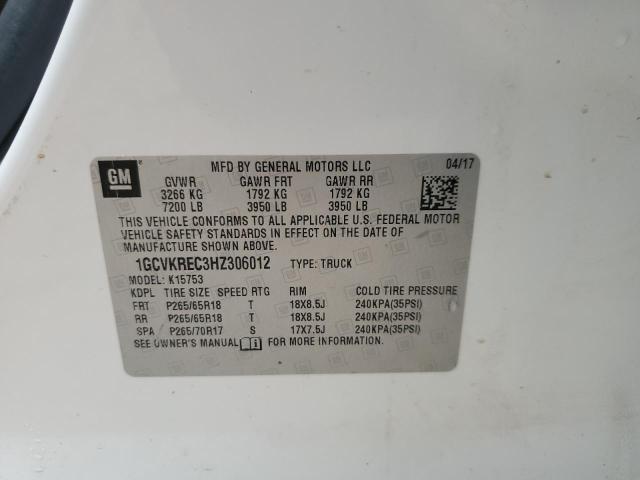 GM
MFD BY GENERAL MOTORS LLC 04/17
GVWR GAWR FRT GAWR RR
3266 KG 1792 KG 1792 KG
7200 LB 3950 LB 3950 LB
THIS VEHICLE CONFORMS TO ALL APPLICABLE U.S. FEDERAL MOTOR
VEHICLE SAFETY STANDARDS IN EFFECT ON THE DATE OF
MANUFACTURE SHOWN ABOVE.
1GCVKREC3HZ306012 TYPE: TRUCK
MODEL: K15753
KDPL TIRE SIZE SPEED RTG RIM COLD TIRE PRESSURE
FRT P265/65R18 T 18X8.5J 240KPA(35PSI)
RR P265/65R18 T 18X8.5J 240KPA(35PSI)
SPA P265/70R17 S 17X7.5J 240KPA(35PSI)
SEE OWNER'S MANUAL FOR MORE INFORMATION.